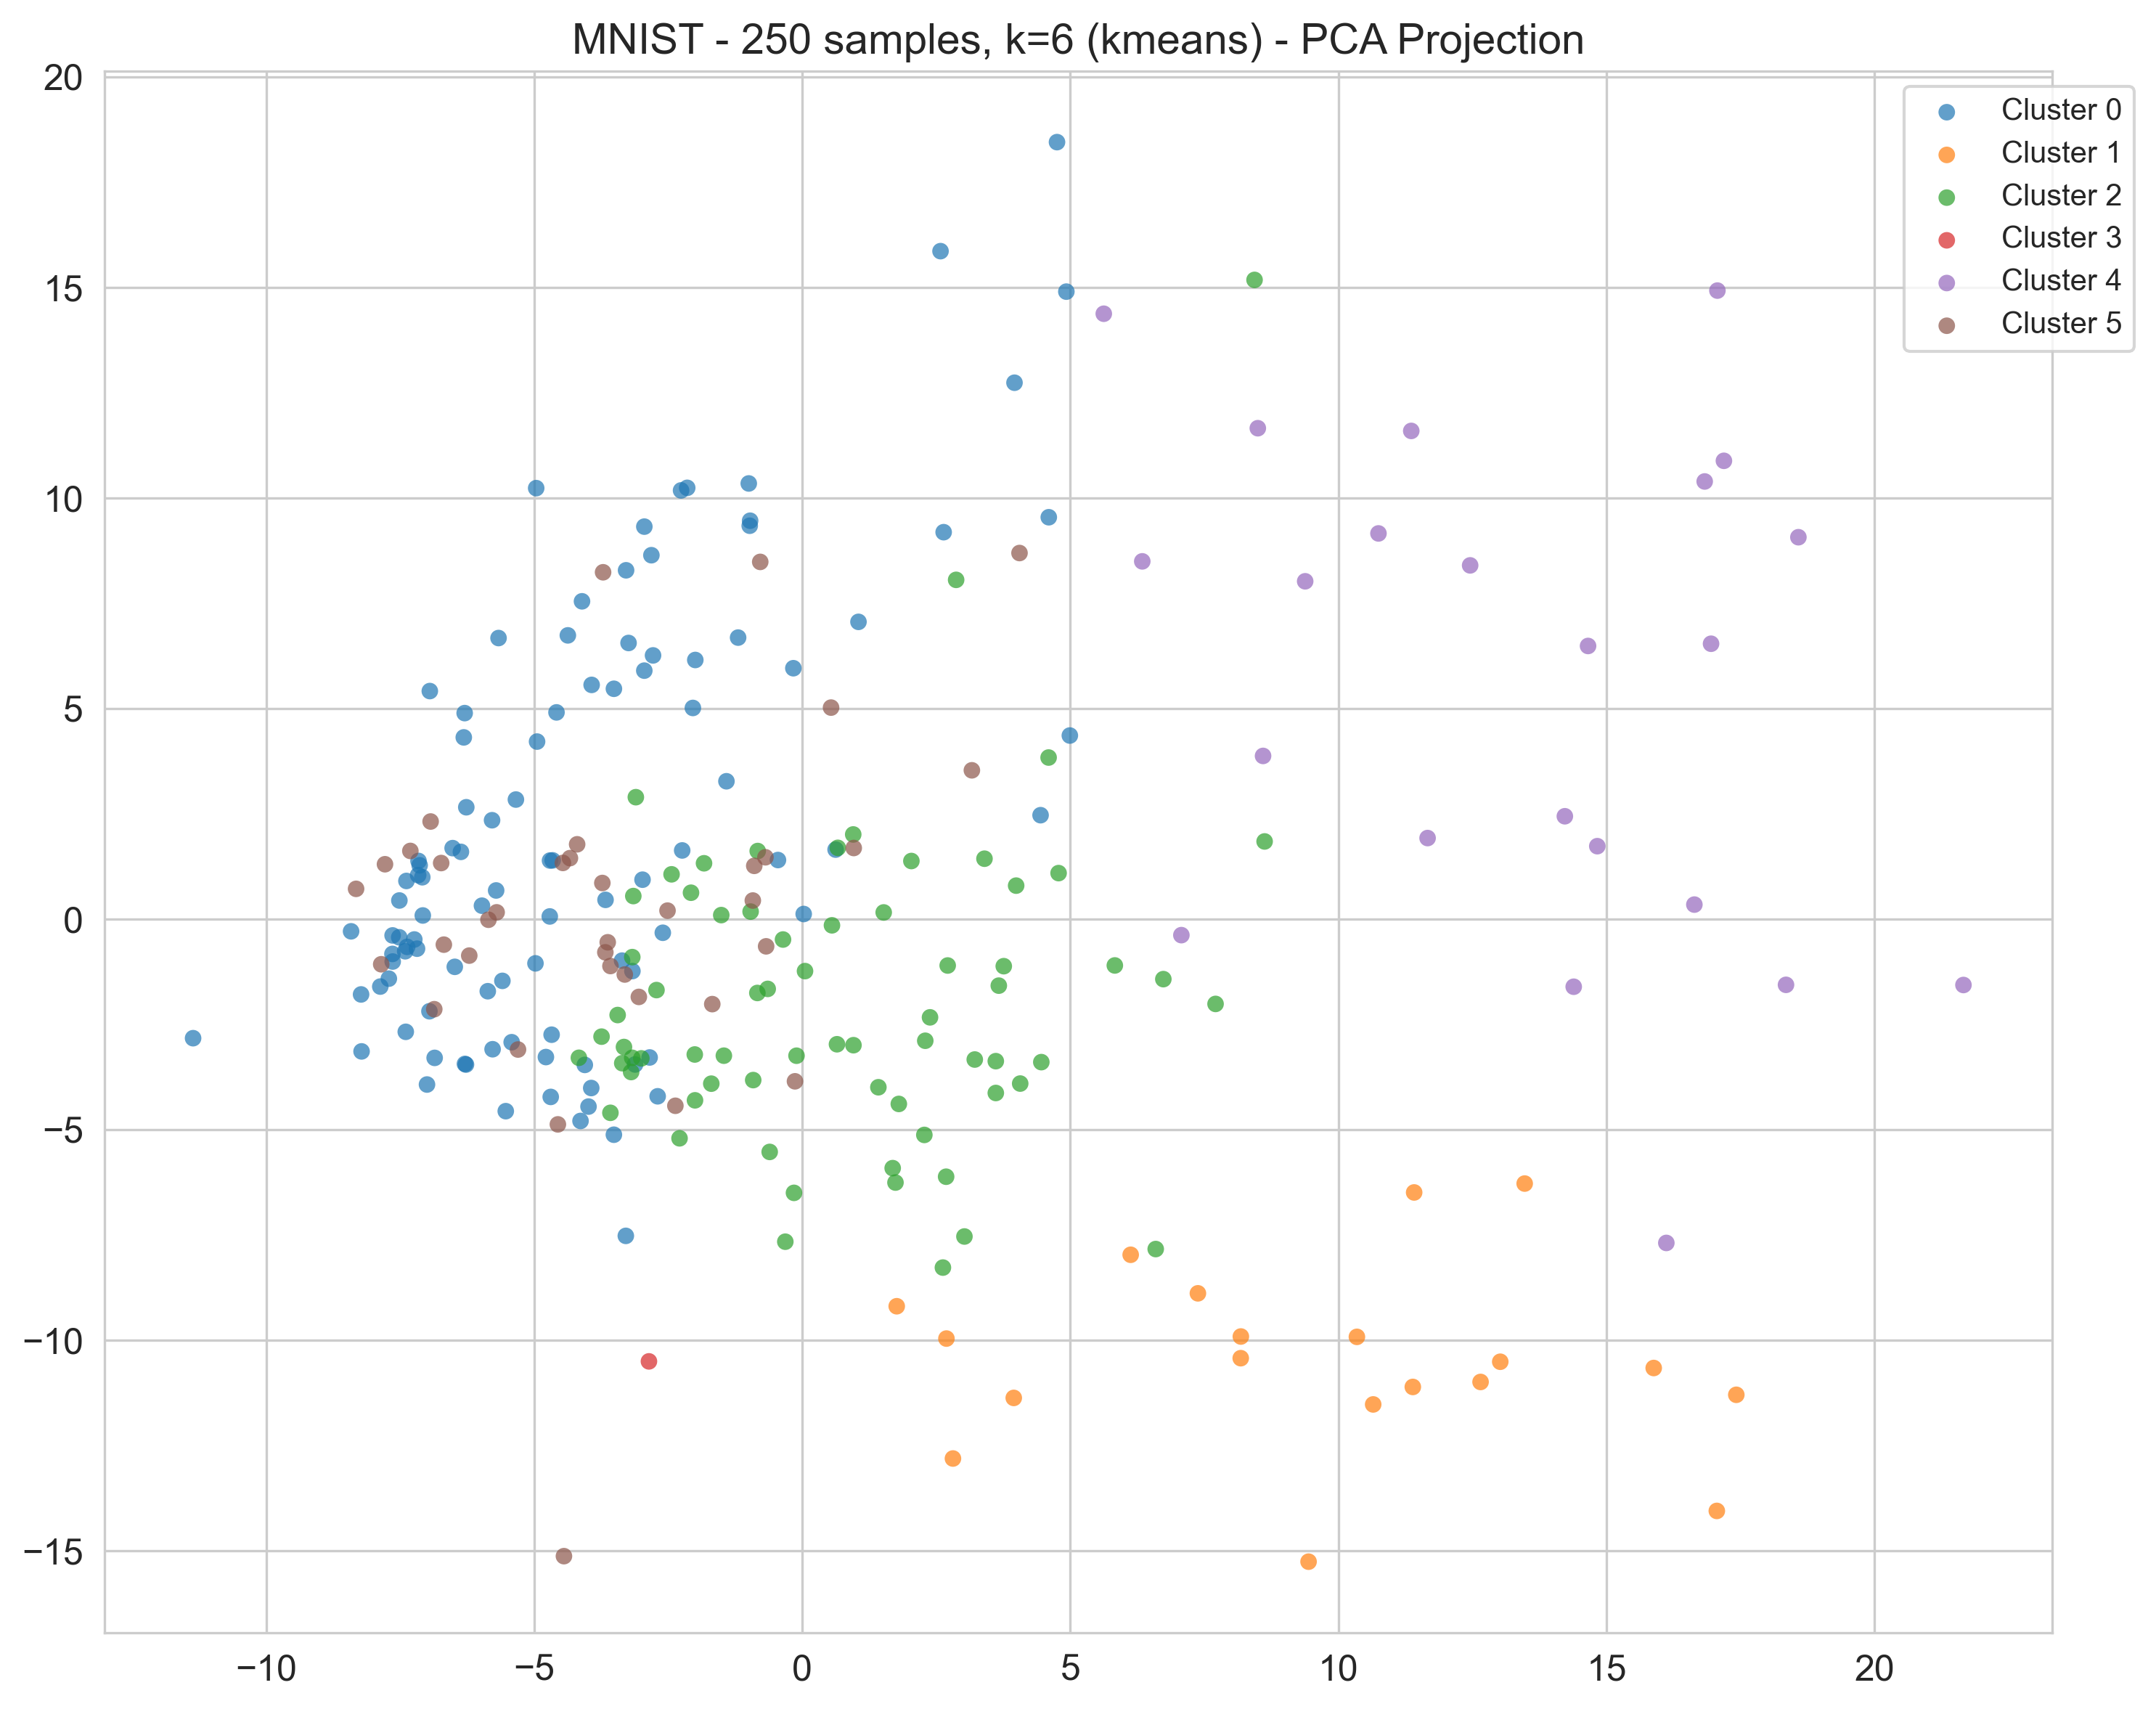 MNIST - 250 samples, k=6 (kmeans) - PCA Projection
Cluster 0
Cluster 1
Cluster 2
Cluster 3
Cluster 4
Cluster 5
20
15
10
5
0
−5
−10
−15
−10 −5 0 5 10 15 20